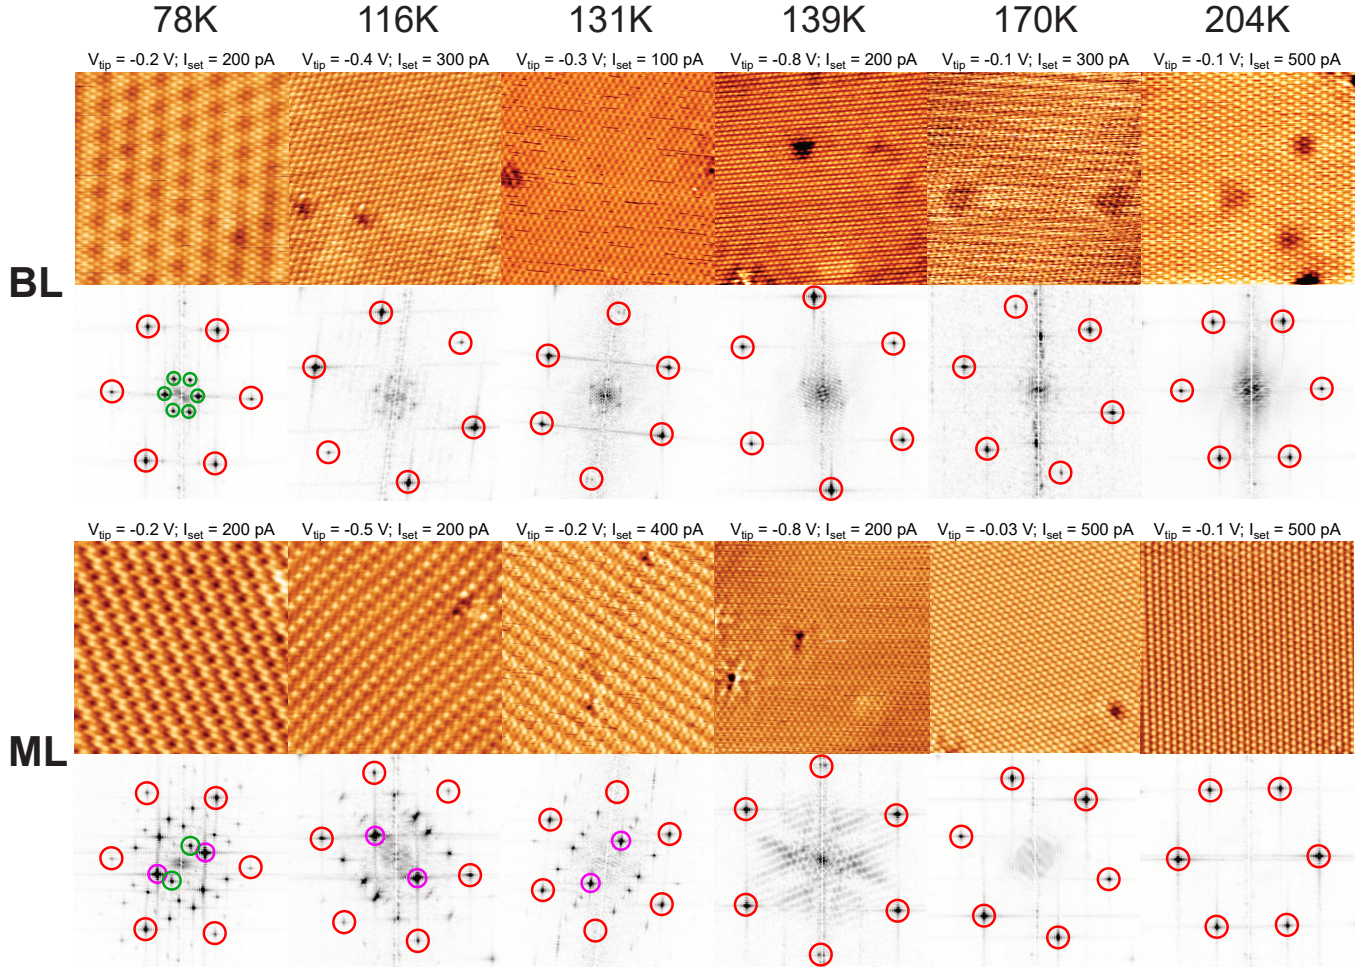 78K 116K 131K 139K 170K 204K
Vtip = -0.2 V; Iset = 200 pA Vtip = -0.4 V; Iset = 300 pA Vtip = -0.3 V; Iset = 100 pA Vtip = -0.8 V; Iset = 200 pA Vtip = -0.1 V; Iset = 300 pA Vtip = -0.1 V; Iset = 500 pA
BL
Vtip = -0.2 V; Iset = 200 pA Vtip = -0.5 V; Iset = 200 pA Vtip = -0.2 V; Iset = 400 pA Vtip = -0.8 V; Iset = 200 pA Vtip = -0.03 V; Iset = 500 pA Vtip = -0.1 V; Iset = 500 pA
ML